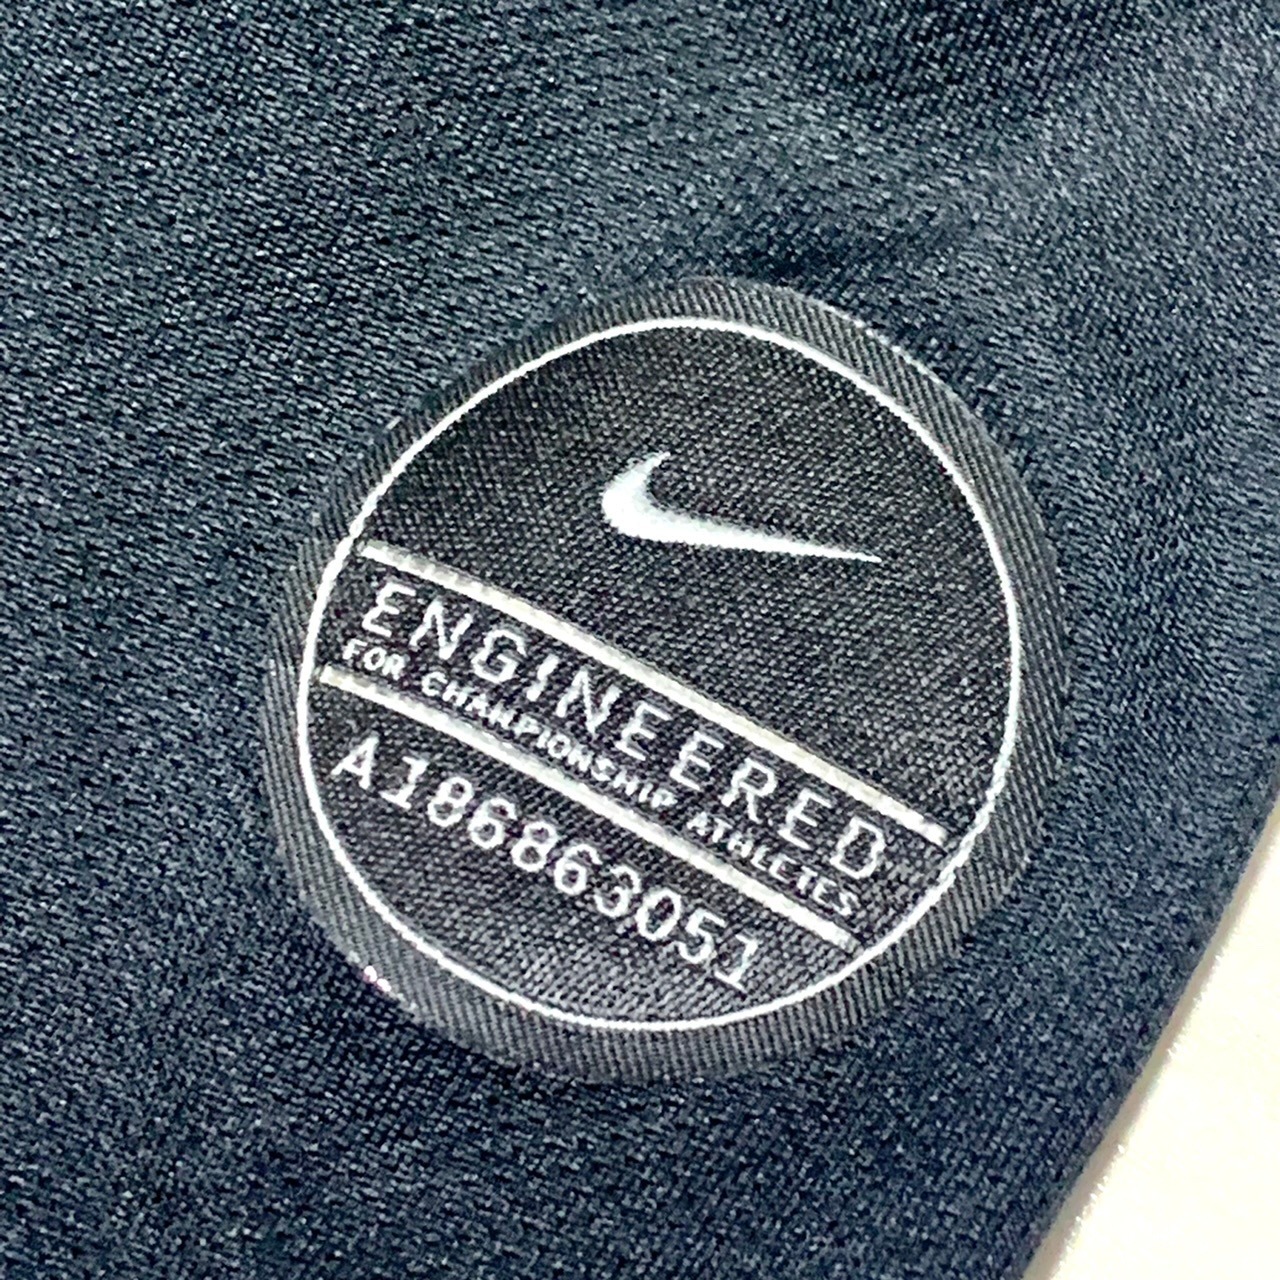 ENGINEERED
FOR CHAMPIONSHIP ATHLETES
A186863051